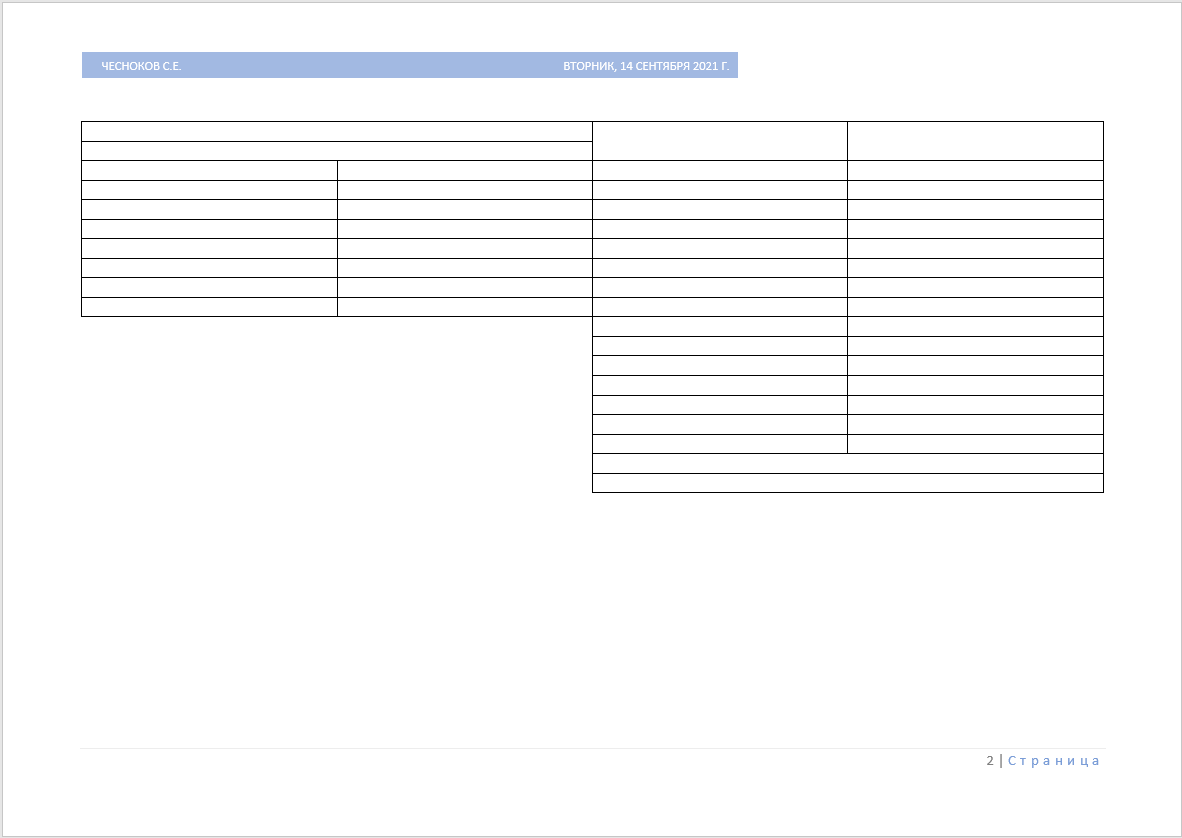 ЧЕСНОКОВ С.Е. ВТОРНИК, 14 СЕНТЯБРЯ 2021 Г.
2 | Страница